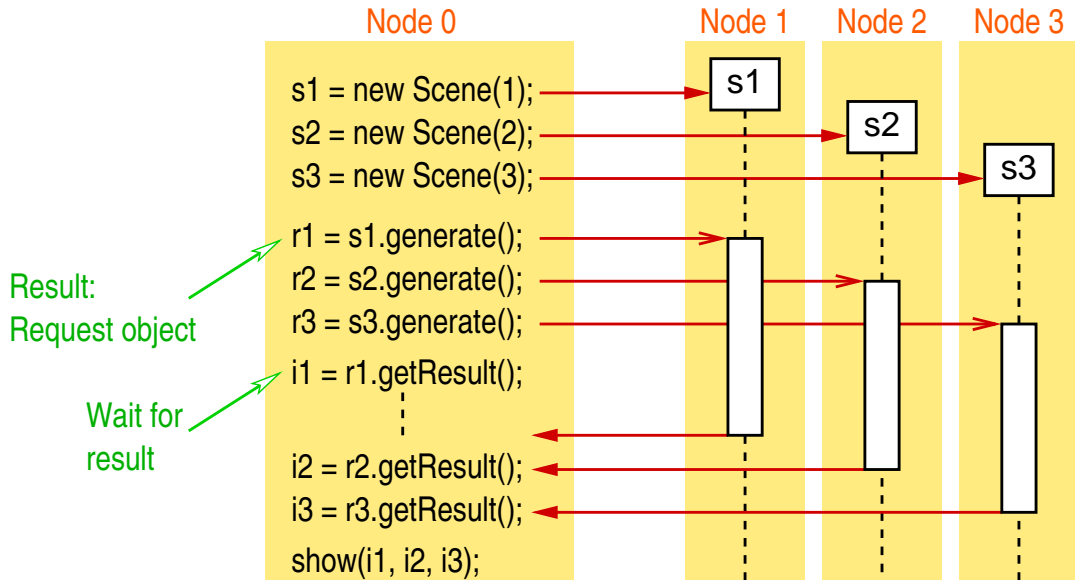 Node 0
Node 1
Node 2
Node 3
s1 = new Scene(1);
s1
s2 = new Scene(2);
s2
s3 = new Scene(3);
s3
r1 = s1.generate();
r2 = s2.generate();
r3 = s3.generate();
Result:
Request object
i1 = r1.getResult();
Wait for
result
i2 = r2.getResult();
i3 = r3.getResult();
show(i1, i2, i3);